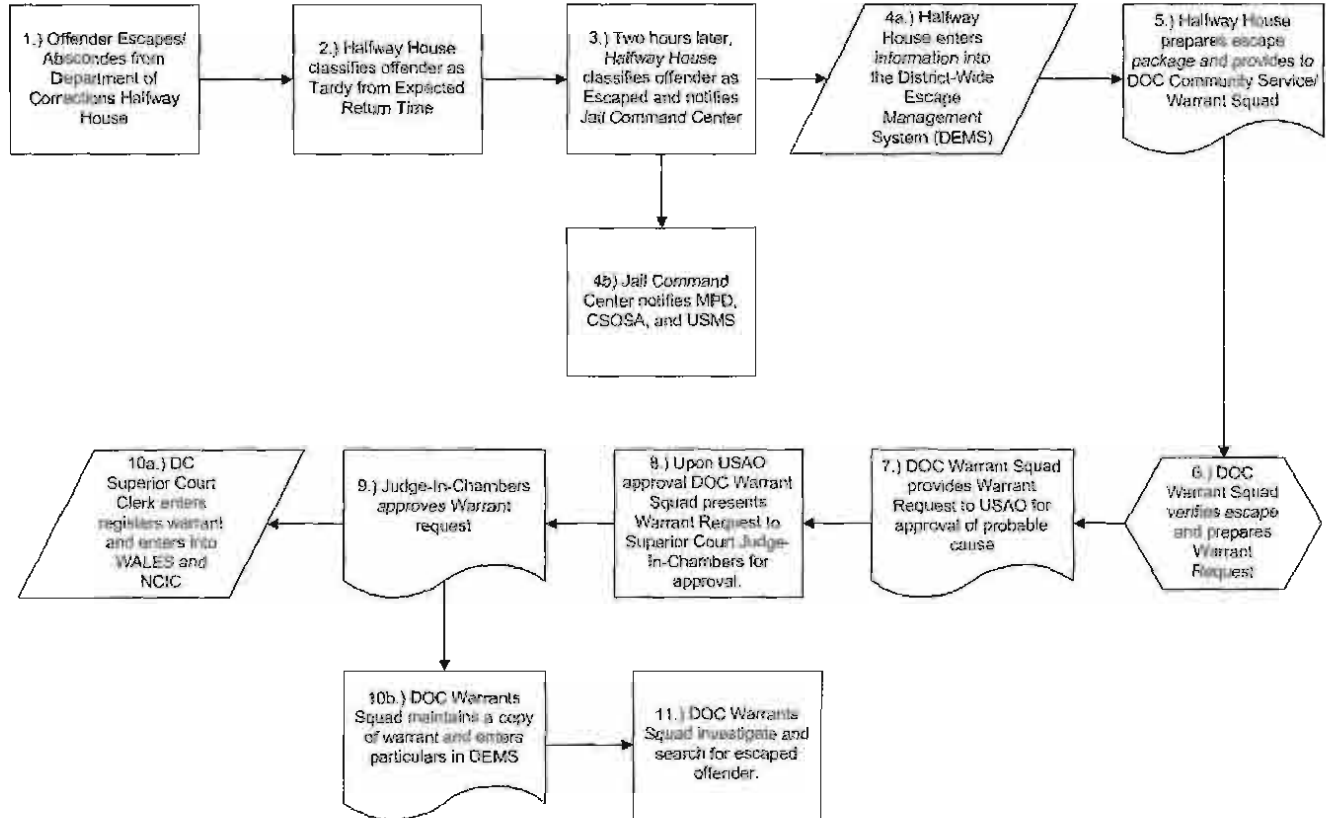 1.) Offender Escapes/
Abscondes from
Department of
Corrections Halfway
House
2.) Halfway House
classifies offender as
Tardy from Expected
Return Time
3.) Two hours later,
Halfway House
classifies offender as
Escaped and notifies
Jail Command Center
4a.) Halfway
House enters
information into
the District-Wide
Escape
Management
System (DEMS)
5.) Halfway House
prepares escape
package and provides to
DOC Community Service/
Warrant Squad
4b) Jail Command
Center notifies MPD,
CSOSA, and USMS
10a.) DC
Superior Court
Clerk enters
registers warrant
and enters into
WALES and
NCIC
9.) Judge-In-Chambers
approves Warrant
request
8.) Upon USAO
approval DOC Warrant
Squad presents
Warrant Request to
Superior Court Judge-
In-Chambers for
approval.
7.) DOC Warrant Squad
provides Warrant
Request to USAO for
approval of probable
cause
6.) DOC
Warrant Squad
verifies escape
and prepares
Warrant
Request
10b.) DOC Warrants
Squad maintains a copy
of warrant and enters
particulars in DEMS
11.) DOC Warrants
Squad investigate and
search for escaped
offender.